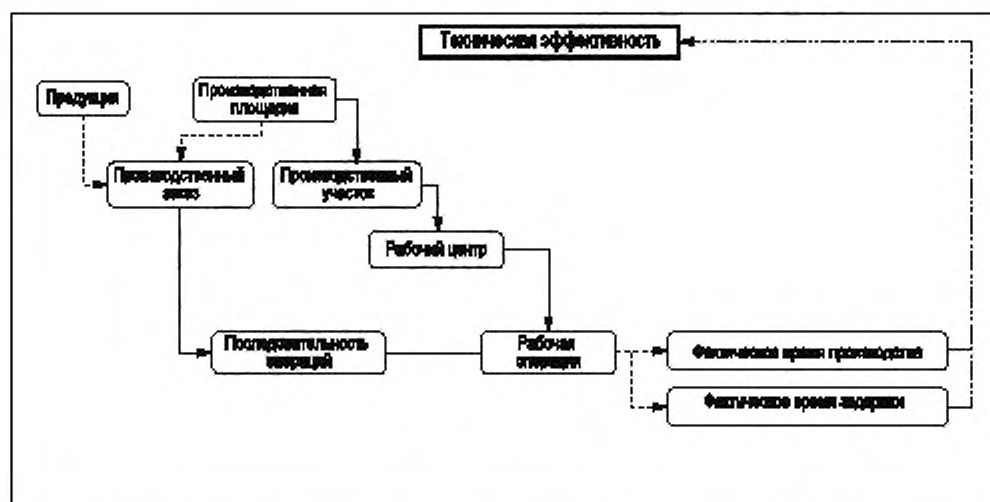 Техническая эффективность
Продукция
Производственная
площадка
Производственный
заказ
Производственный
участок
Рабочий центр
Последовательность
операций
Рабочая
операция
Фактическое время производства
Фактическое время задержки